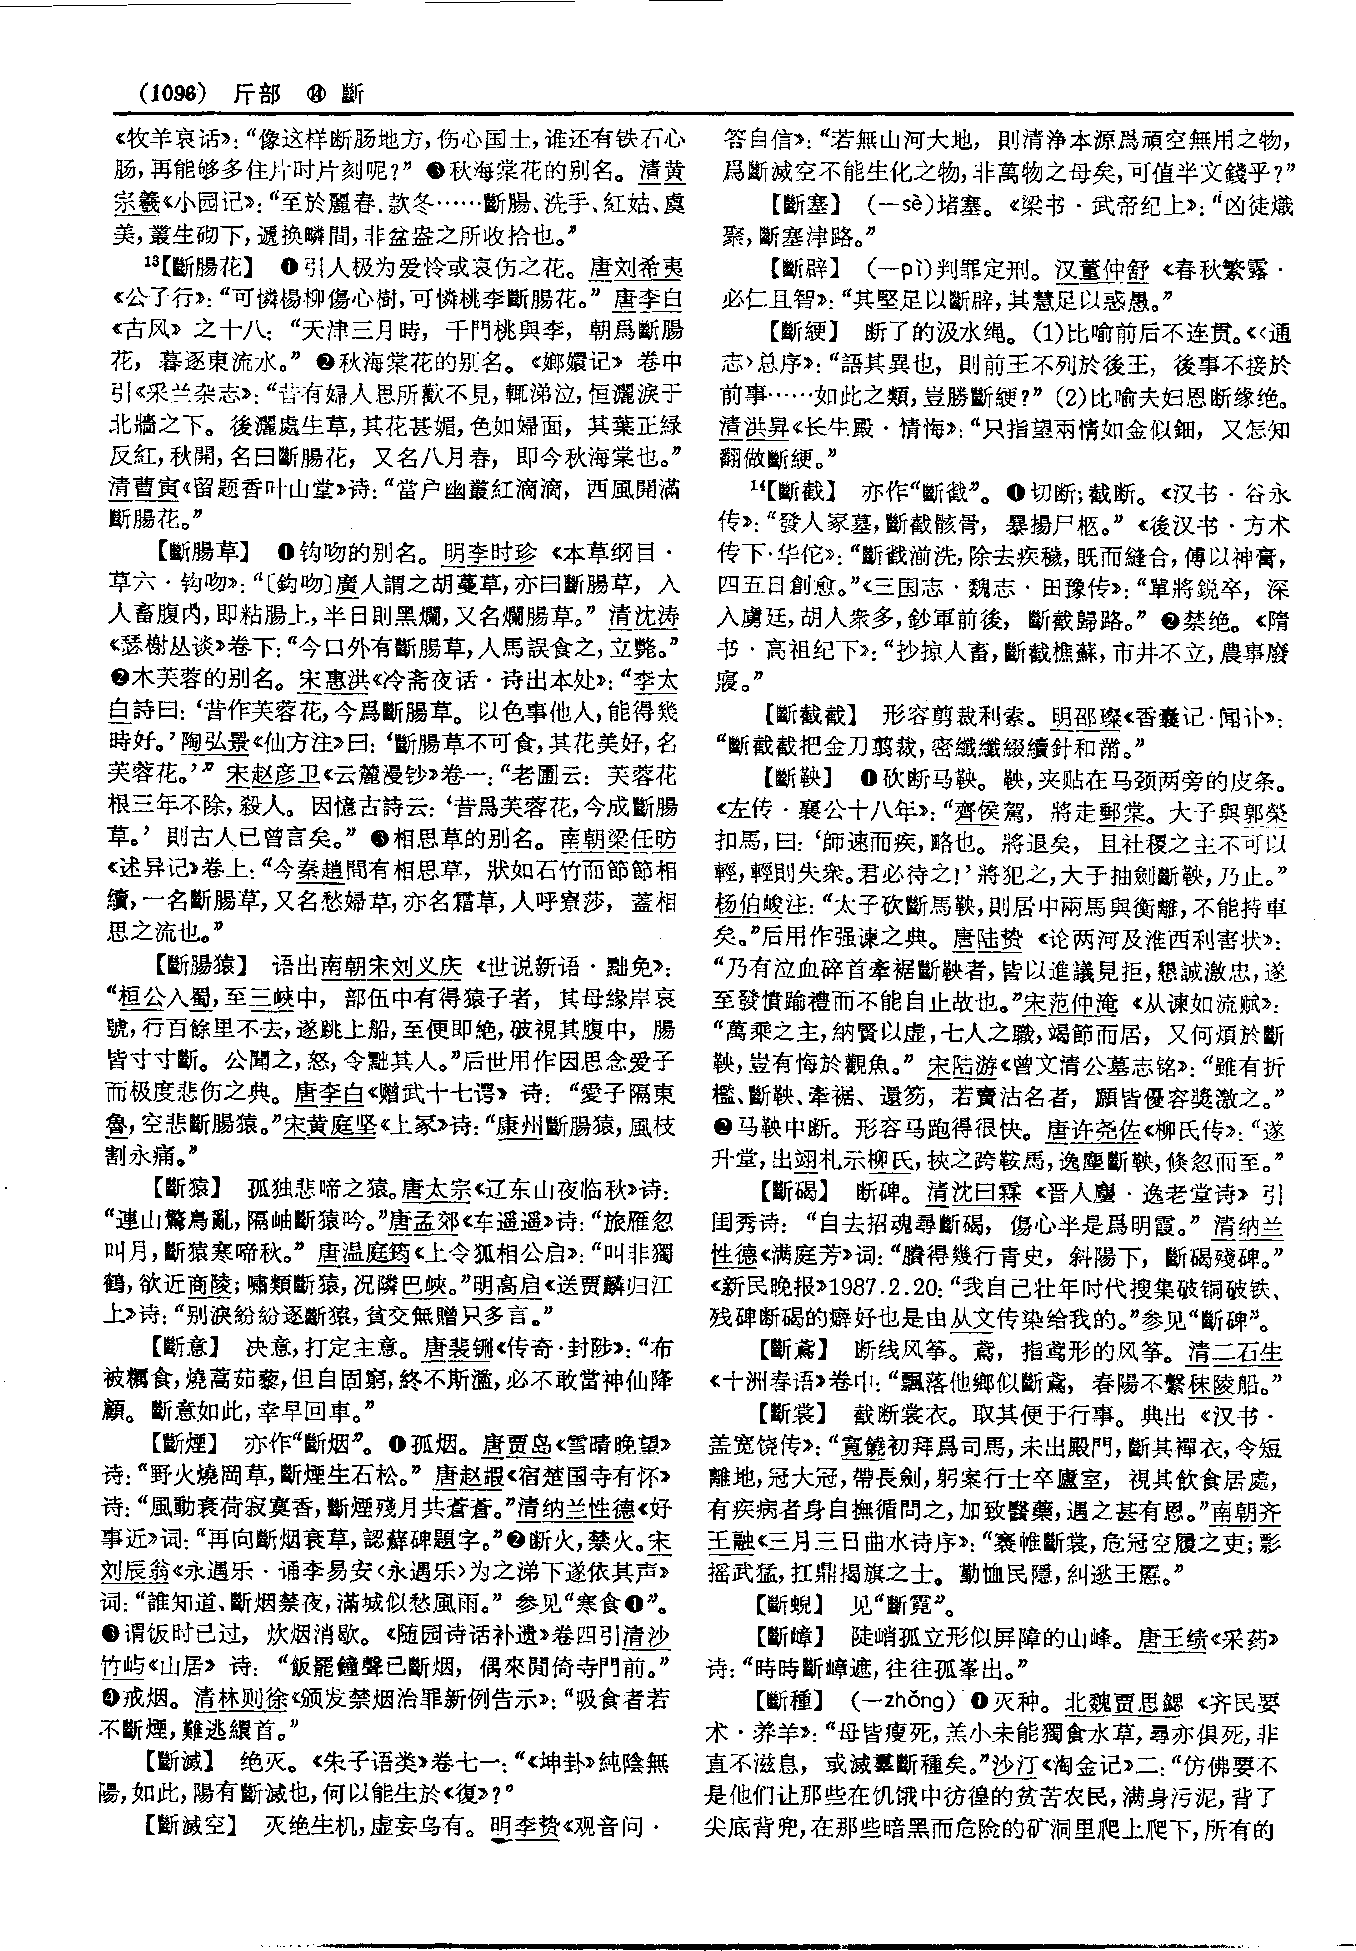 (1096) 斤部 ⑭ 斷
《牧羊哀话》：“像这样断肠地方，伤心国土，谁还有铁石心
肠，再能够多住片时片刻呢？”❸秋海棠花的别名。清黄
宗羲《小园记》：“至於麗春、款冬……斷腸、洗手、紅姑、虞
美，叢生砌下，遞换瞬間，非盆盎之所收拾也。”
¹³【斷腸花】 ❶引人极为爱怜或哀伤之花。唐刘希夷
《公子行》：“可憐楊柳傷心樹，可憐桃李斷腸花。”唐李白
《古风》之十八：“天津三月時，千門桃與李，朝爲斷腸
花，暮逐東流水。”❷秋海棠花的别名。《嫏嬛记》卷中
引《采兰杂志》：“昔有婦人思所歡不見，輒涕泣，恒灑淚于
北牆之下。後灑處生草，其花甚媚，色如婦面，其葉正緑
反紅，秋開，名曰斷腸花，又名八月春，即今秋海棠也。”
清曹寅《留题香叶山堂》诗：“當户幽叢紅滴滴，西風開滿
斷腸花。”
【斷腸草】 ❶钩吻的别名。明李时珍《本草纲目·
草六·钩吻》：“〔鈎吻〕廣人謂之胡蔓草，亦曰斷腸草，入
人畜腹内，即粘腸上，半日則黑爛，又名爛腸草。”清沈涛
《瑟榭丛谈》卷下：“今口外有斷腸草，人馬誤食之，立斃。”
❷木芙蓉的别名。宋惠洪《冷斋夜话·诗出本处》：“李太
白詩曰：‘昔作芙蓉花，今爲斷腸草。以色事他人，能得幾
時好。’陶弘景《仙方注》曰：‘斷腸草不可食，其花美好，名
芙蓉花。’”宋赵彦卫《云麓漫钞》卷一：“老圃云：芙蓉花
根三年不除，殺人。因憶古詩云：‘昔爲芙蓉花，今成斷腸
草。’則古人已曾言矣。”❸相思草的别名。南朝梁任昉
《述异记》卷上：“今秦趙間有相思草，狀如石竹而節節相
續，一名斷腸草，又名愁婦草，亦名霜草，人呼寮莎，蓋相
思之流也。”
【斷腸猿】 语出南朝宋刘义庆《世说新语·黜免》：
“桓公入蜀，至三峽中，部伍中有得猿子者，其母緣岸哀
號，行百餘里不去，遂跳上船，至便即絶，破視其腹中，腸
皆寸寸斷。公聞之，怒，令黜其人。”后世用作因思念爱子
而极度悲伤之典。唐李白《赠武十七谔》诗：“愛子隔東
魯，空悲斷腸猿。”宋黄庭坚《上冢》诗：“康州斷腸猿，風枝
割永痛。”
【斷猿】 孤独悲啼之猿。唐太宗《辽东山夜临秋》诗：
“連山驚鳥亂，隔岫斷猿吟。”唐孟郊《车遥遥》诗：“旅雁忽
叫月，斷猿寒啼秋。”唐温庭筠《上令狐相公启》：“叫非獨
鶴，欲近商陵；嘯類斷猿，况隣巴峽。”明高启《送贾麟归江
上》诗：“别淚紛紛逐斷猿，貧交無贈只多言。”
【斷意】 决意，打定主意。唐裴铏《传奇·封陟》：“布
被糲食，燒蒿茹藜，但自固窮，終不斯濫，必不敢當神仙降
顧。斷意如此，幸早回車。”
【斷煙】 亦作“斷烟”。❶孤烟。唐贾岛《雪晴晚望》
诗：“野火燒岡草，斷煙生石松。”唐赵嘏《宿楚国寺有怀》
诗：“風動衰荷寂寞香，斷煙殘月共蒼蒼。”清纳兰性德《好
事近》词：“再向斷烟衰草，認蘚碑題字。”❷断火，禁火。宋
刘辰翁《永遇乐·诵李易安〈永遇乐〉为之涕下遂依其声》
词：“誰知道、斷烟禁夜，滿城似愁風雨。”参见“寒食❶”。
❸谓饭时已过，炊烟消歇。《随园诗话补遗》卷四引清沙
竹屿《山居》诗：“飯罷鐘聲已斷烟，偶來閒倚寺門前。”
❹戒烟。清林则徐《颁发禁烟治罪新例告示》：“吸食者若
不斷煙，難逃繯首。”
【斷滅】 绝灭。《朱子语类》卷七一：“《坤卦》純陰無
陽，如此，陽有斷滅也，何以能生於《復》？”
【斷滅空】 灭绝生机，虚妄乌有。明李贽《观音问·
答自信》：“若無山河大地，則清浄本源爲頑空無用之物，
爲斷滅空不能生化之物，非萬物之母矣，可值半文錢乎？”
【斷塞】 (—sè)堵塞。《梁书·武帝纪上》：“凶徒熾
聚，斷塞津路。”
【斷辟】 (—pì)判罪定刑。汉董仲舒《春秋繁露·
必仁且智》：“其堅足以斷辟，其慧足以惑愚。”
【斷綆】 断了的汲水绳。(1)比喻前后不连贯。《〈通
志〉总序》：“語其異也，則前王不列於後王，後事不接於
前事……如此之類，豈勝斷綆？”(2)比喻夫妇恩断缘绝。
清洪昇《长生殿·情悔》：“只指望兩情如金似鈿，又怎知
翻做斷綆。”
¹⁴【斷截】 亦作“斷𢧵”。❶切断；截断。《汉书·谷永
传》：“發人冢墓，斷截骸骨，暴揚尸柩。”《後汉书·方术
传下·华佗》：“斷截湔洗，除去疾穢，既而縫合，傅以神膏，
四五日創愈。”《三国志·魏志·田豫传》：“單將鋭卒，深
入虜廷，胡人衆多，鈔軍前後，斷截歸路。”❷禁绝。《隋
书·高祖纪下》：“抄掠人畜，斷截樵蘇，市井不立，農事廢
寢。”
【斷截截】 形容剪裁利索。明邵璨《香囊记·闻讣》：
“斷截截把金刀剪裁，密纖纖綴續針和黹。”
【斷鞅】 ❶砍断马鞅。鞅，夹贴在马颈两旁的皮条。
《左传·襄公十八年》：“齊侯駕，將走郵棠。大子與郭榮
扣馬，曰：‘師速而疾，略也。將退矣，且社稷之主不可以
輕，輕則失衆。君必待之！’將犯之，大子抽劍斷鞅，乃止。”
杨伯峻注：“太子砍斷馬鞅，則居中兩馬與衡離，不能持車
矣。”后用作强谏之典。唐陆贽《论两河及淮西利害状》：
“乃有泣血碎首牽裾斷鞅者，皆以進議見拒，懇誠激忠，遂
至發憤踰禮而不能自止故也。”宋范仲淹《从谏如流赋》：
“萬乘之主，納賢以虚，七人之職，竭節而居，又何煩於斷
鞅，豈有悔於觀魚。”宋陆游《曾文清公墓志铭》：“雖有折
檻、斷鞅、牽裾、還笏，若賣沽名者，願皆優容奬激之。”
❷马鞅中断。形容马跑得很快。唐许尧佐《柳氏传》：“遂
升堂，出翊札示柳氏，挾之跨鞍馬，逸塵斷鞅，倏忽而至。”
【斷碣】 断碑。清沈曰霖《晋人麈·逸老堂诗》引
闺秀诗：“自去招魂尋斷碣，傷心半是爲明霞。”清纳兰
性德《满庭芳》词：“賸得幾行青史，斜陽下，斷碣殘碑。”
《新民晚报》1987.2.20：“我自己壮年时代搜集破铜破铁、
残碑断碣的癖好也是由从文传染给我的。”参见“斷碑”。
【斷鳶】 断线风筝。鳶，指鸢形的风筝。清二石生
《十洲春语》卷中：“飄落他鄉似斷鳶，春陽不繫秣陵船。”
【斷裳】 截断裳衣。取其便于行事。典出《汉书·
盖宽饶传》：“寬饒初拜爲司馬，未出殿門，斷其襌衣，令短
離地，冠大冠，帶長劍，躬案行士卒廬室，視其飲食居處，
有疾病者身自撫循問之，加致醫藥，遇之甚有恩。”南朝齐
王融《三月三日曲水诗序》：“褰帷斷裳，危冠空履之吏；影
摇武猛，扛鼎揭旗之士。勤恤民隱，糾逖王慝。”
【斷蜺】 见“斷霓”。
【斷嶂】 陡峭孤立形似屏障的山峰。唐王绩《采药》
诗：“時時斷嶂遮，往往孤峯出。”
【斷種】 (—zhǒng) ❶灭种。北魏贾思勰《齐民要
术·养羊》：“母皆瘦死，羔小未能獨食水草，尋亦俱死，非
直不滋息，或滅羣斷種矣。”沙汀《淘金记》二：“仿佛要不
是他们让那些在饥饿中彷徨的贫苦农民，满身污泥，背了
尖底背兜，在那些暗黑而危险的矿洞里爬上爬下，所有的